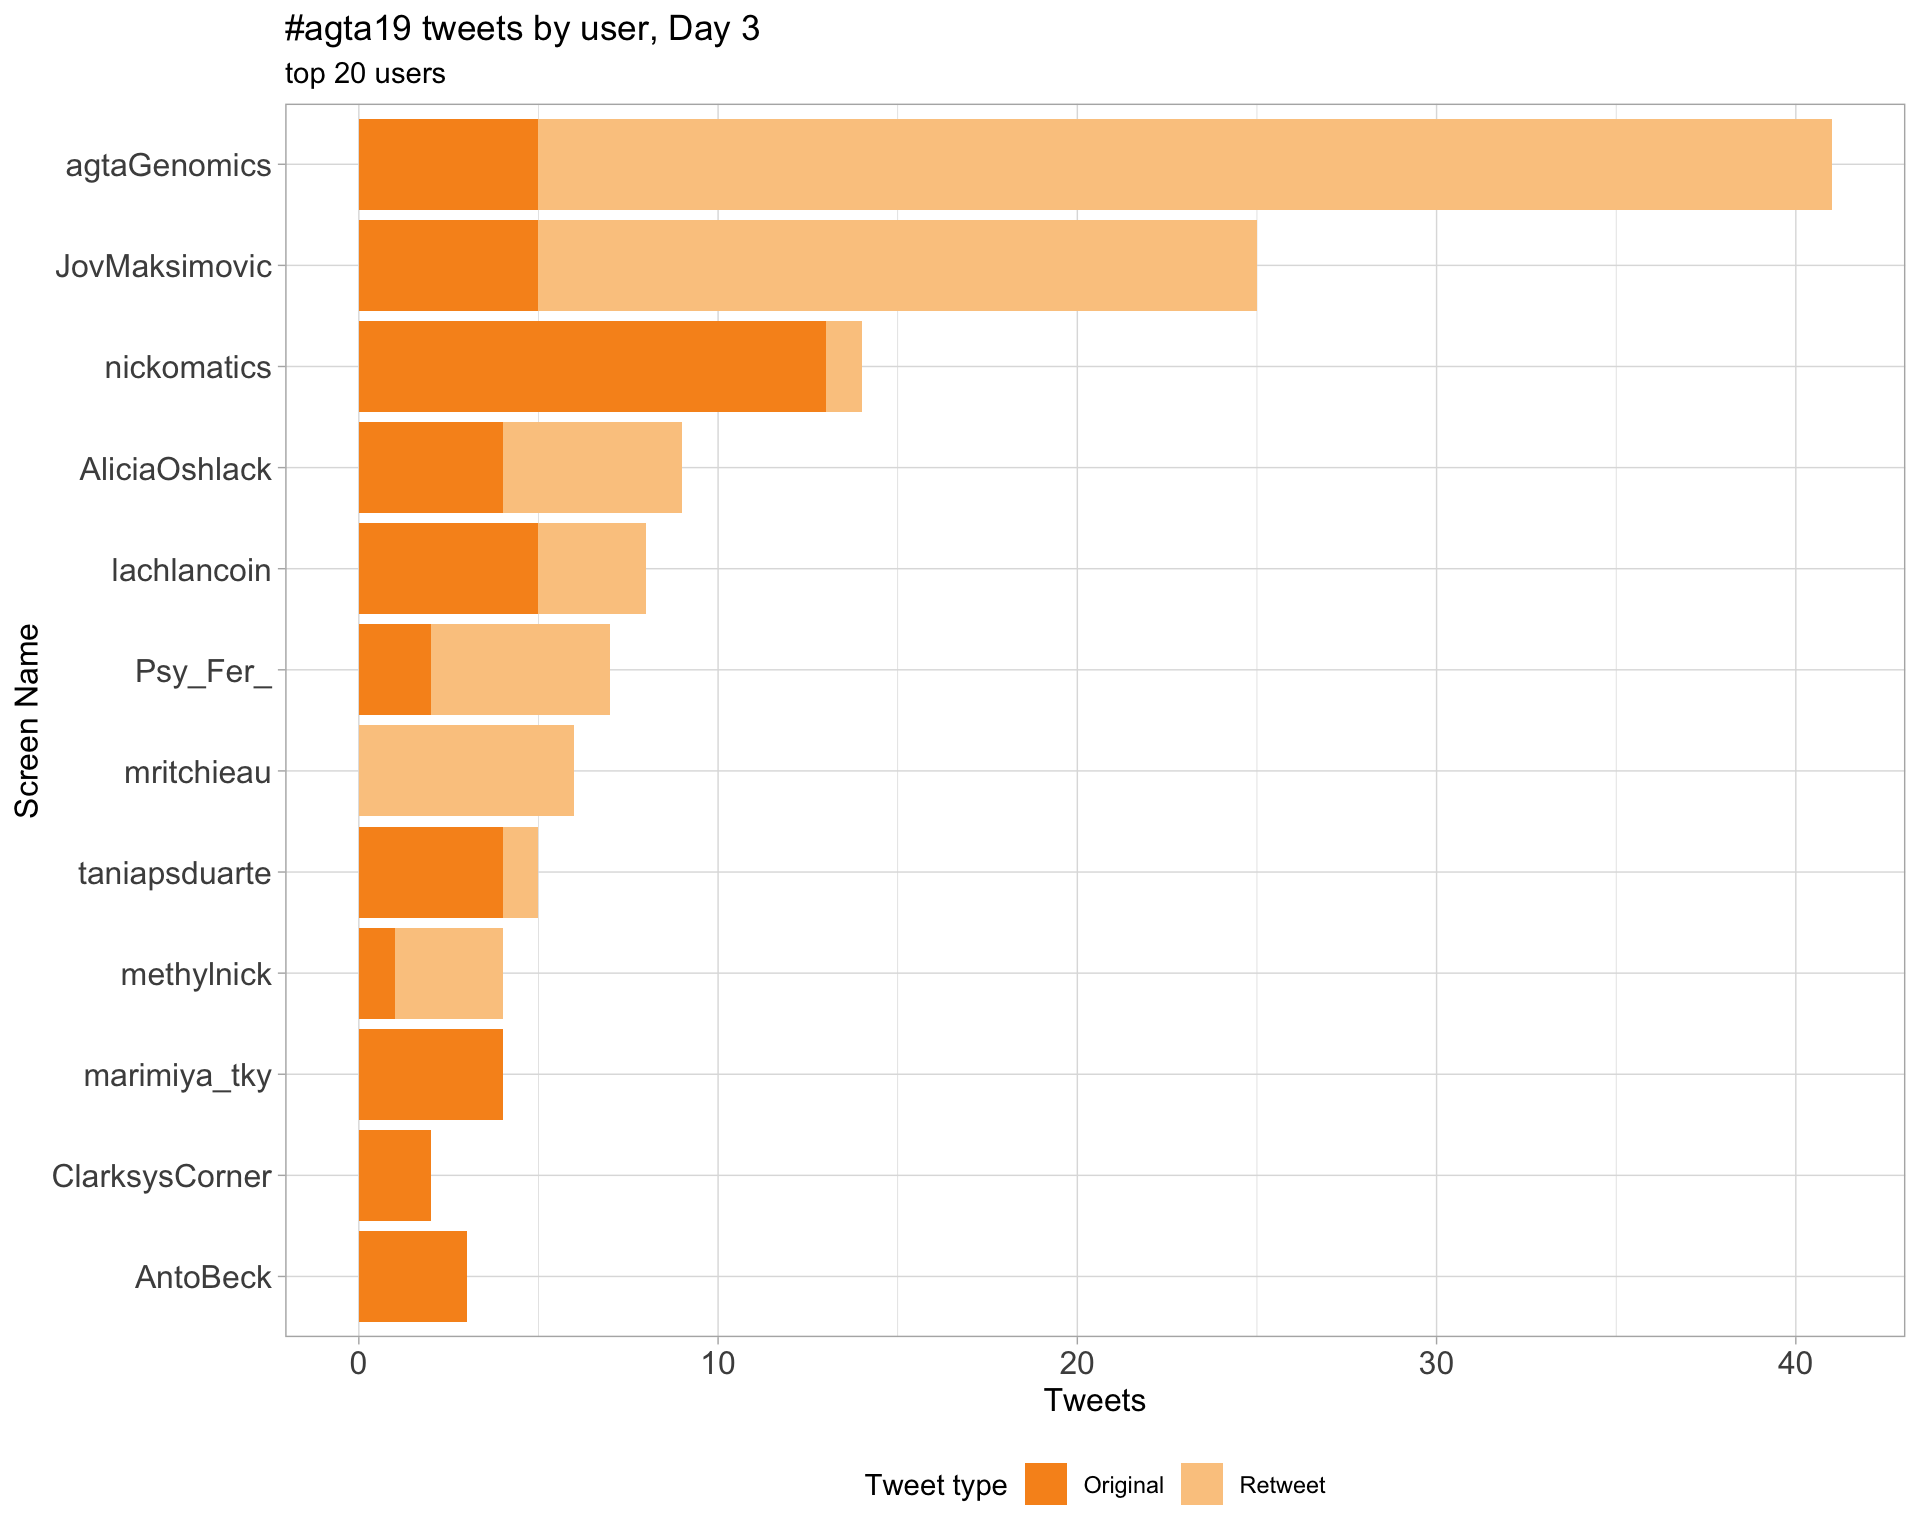 #agta19 tweets by user, Day 3
top 20 users
Screen Name
agtaGenomics
JovMaksimovic
nickomatics
AliciaOshlack
lachlancoin
Psy_Fer_
mritchieau
taniapsduarte
methylnick
marimiya_tky
ClarksysCorner
AntoBeck
0 10 20 30 40
Tweets
Tweet type Original Retweet